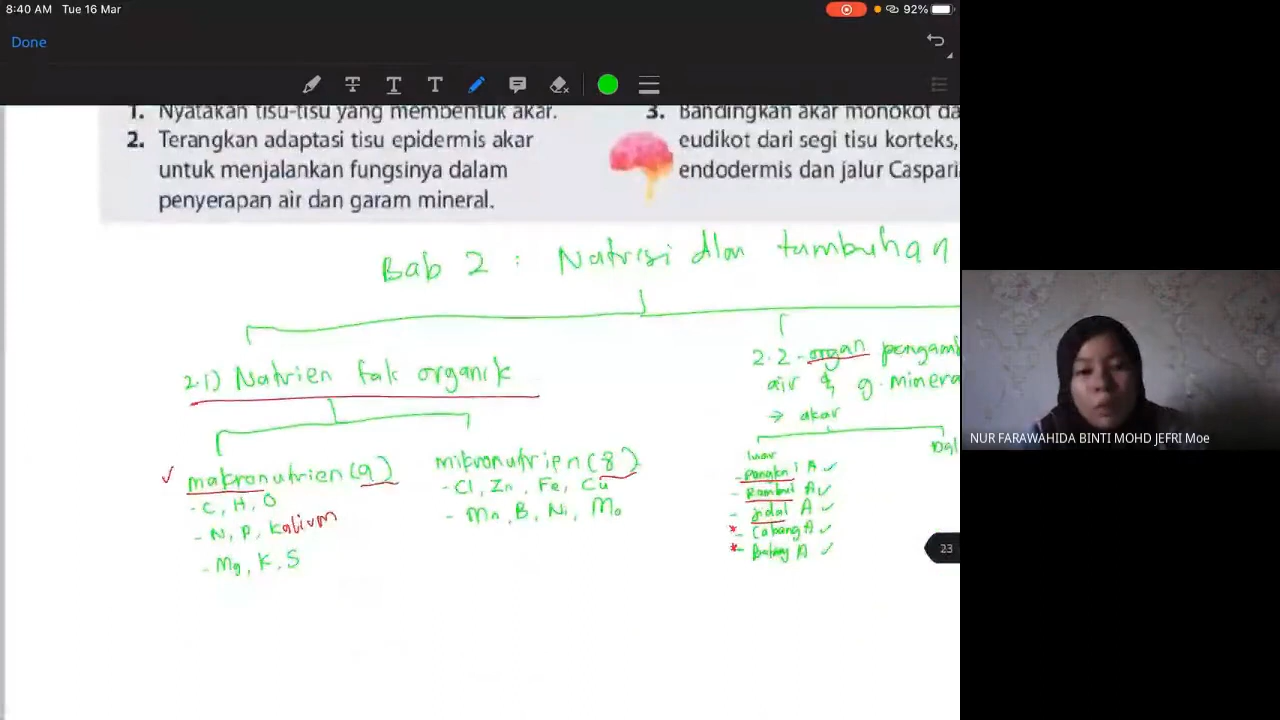 8:40 AM Tue 16 Mar
92%
Done
T T T
1. Nyatakan tisu-tisu yang membentuk akar.
2. Terangkan adaptasi tisu epidermis akar
untuk menjalankan fungsinya dalam
penyerapan air dan garam mineral.
3. Bandingkan akar monokot da
eudikot dari segi tisu korteks,
endodermis dan jalur Caspari
Bab 2 : Nutrisi dlm tumbuhan
2.1) Nutrien tak organik
makronutrien (9)
- C, H, O
- N, P, Kalium
- Mg, K, S
mikronutrien (8)
- Cl, Zn, Fe, Cu
- Mn, B, Ni, Mo
2.2 - organ pengamb
air & g. minera
→ akar
luar
- Pangkal A ✓
- Rambut A ✓
- Jidal A ✓
* - Cabang A ✓
* - Batang A ✓
Dal
23
NUR FARAWAHIDA BINTI MOHD JEFRI Moe